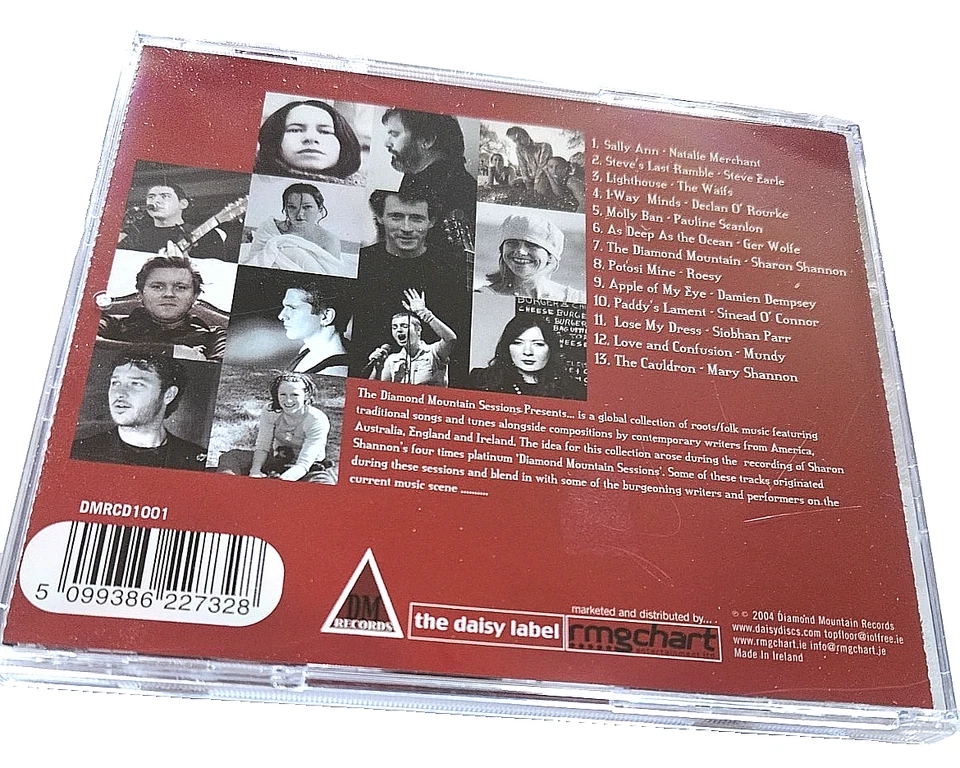 1. Sally Ann - Natalie Merchant
2. Steve's Last Ramble - Steve Earle
3. Lighthouse - The Waifs
4. 1-Way Minds - Declan O' Rourke
5. Molly Ban - Pauline Scanlon
6. As Deep As the Ocean - Ger Wolfe
7. The Diamond Mountain - Sharon Shannon
8. Potosi Mine - Roesy
9. Apple of My Eye - Damien Dempsey
10. Paddy's Lament - Sinead O' Connor
11. Lose My Dress - Siobhan Parr
12. Love and Confusion - Mundy
13. The Cauldron - Mary Shannon
BURGER & CH
CHEESE BURGE
BURGER
The Diamond Mountain Sessions Presents... is a global collection of roots/folk music featuring
traditional songs and tunes alongside compositions by contemporary writers from America,
Australia, England and Ireland. The idea for this collection arose during the recording of Sharon
Shannon's four times platinum 'Diamond Mountain Sessions'. Some of these tracks originated
during these sessions and blend in with some of the burgeoning writers and performers on the
current music scene ..........
DMRCD1001
5 099386 227328
DM
RECORDS
the daisy label
marketed and distributed by....
rmgchart
℗ © 2004 Diamond Mountain Records
www.daisydiscs.com topfloor@iolfree.ie
www.rmgchart.ie info@rmgchart.ie
Made In Ireland